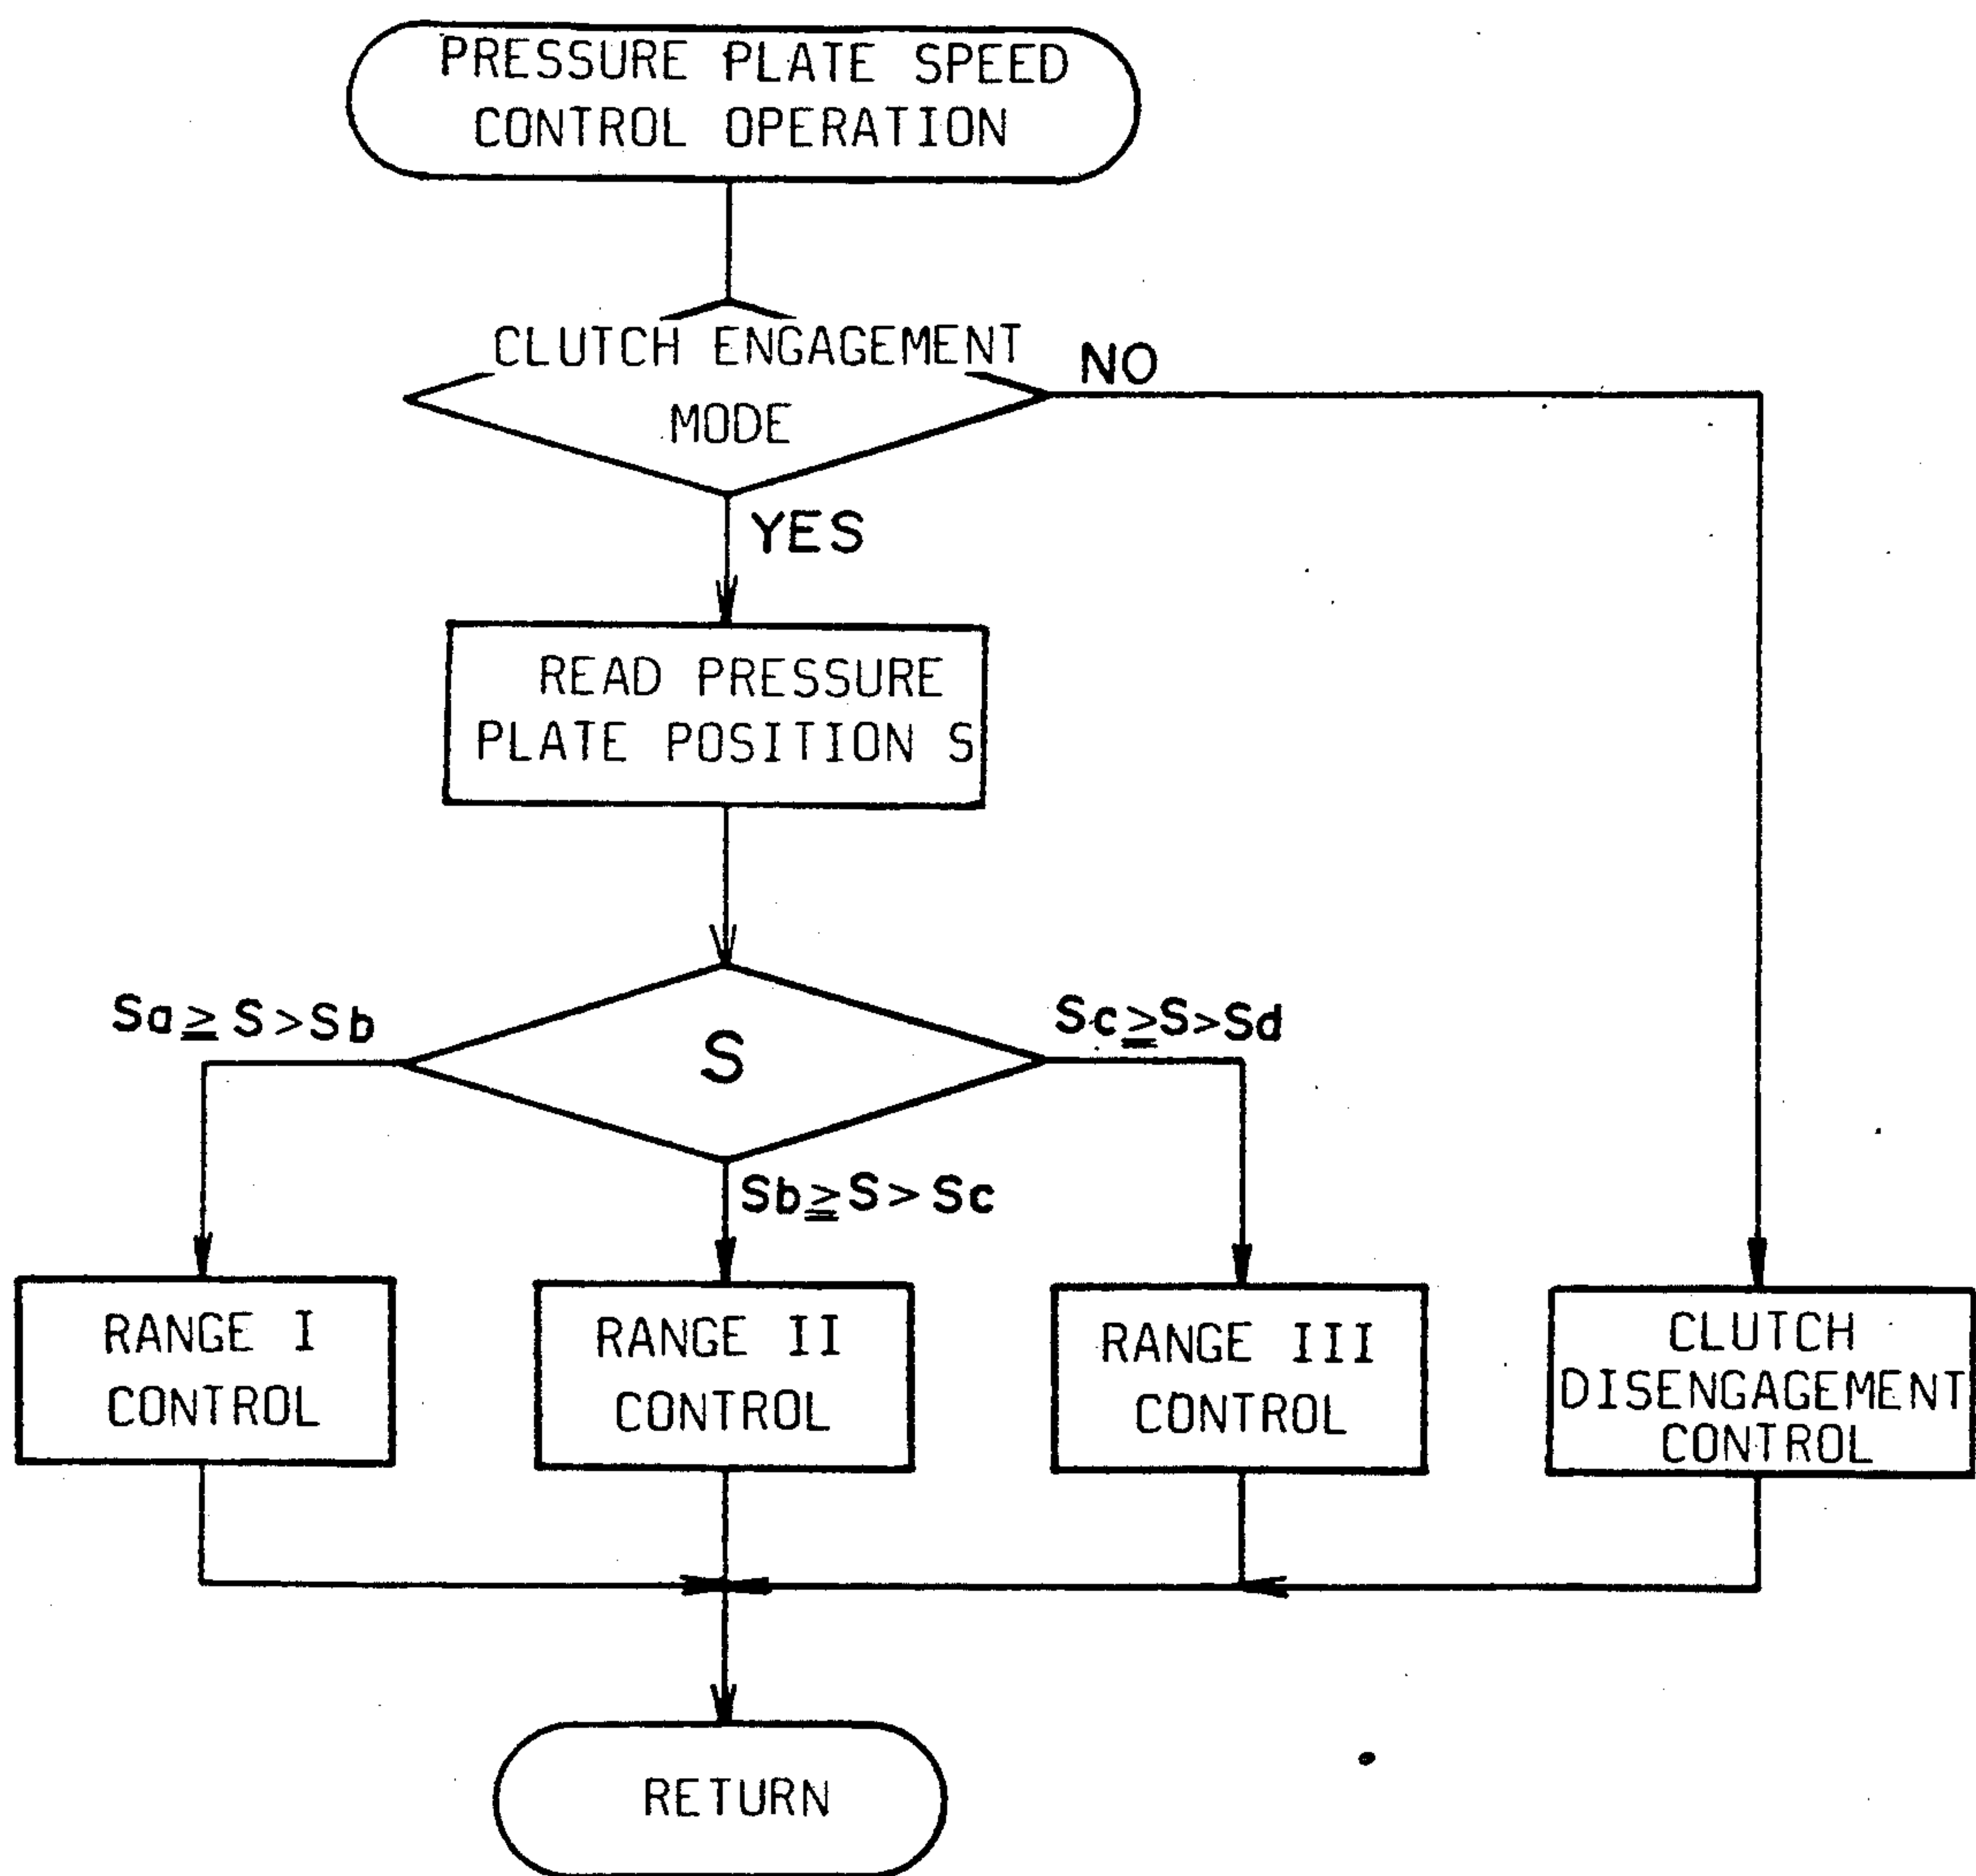 PRESSURE PLATE SPEED
CONTROL OPERATION
CLUTCH ENGAGEMENT
MODE
NO
YES
READ PRESSURE
PLATE POSITION S
Sa≧S>Sb
S
Sc≧S>Sd
Sb≧S>Sc
RANGE I
CONTROL
RANGE II
CONTROL
RANGE III
CONTROL
CLUTCH
DISENGAGEMENT
CONTROL
RETURN